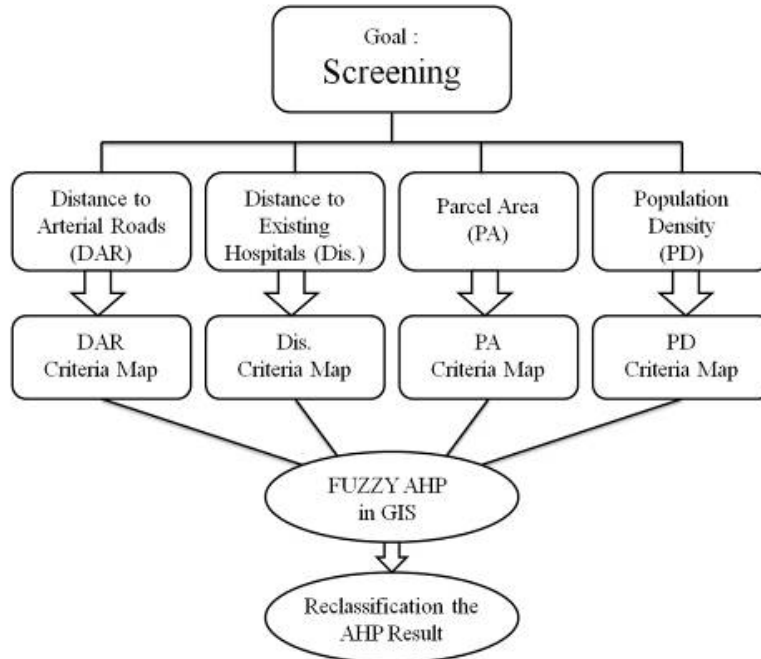 Goal :
Screening
Distance to
Arterial Roads
(DAR)
Distance to
Existing
Hospitals (Dis.)
Parcel Area
(PA)
Population
Density
(PD)
DAR
Criteria Map
Dis.
Criteria Map
PA
Criteria Map
PD
Criteria Map
FUZZY AHP
in GIS
Reclassification the
AHP Result